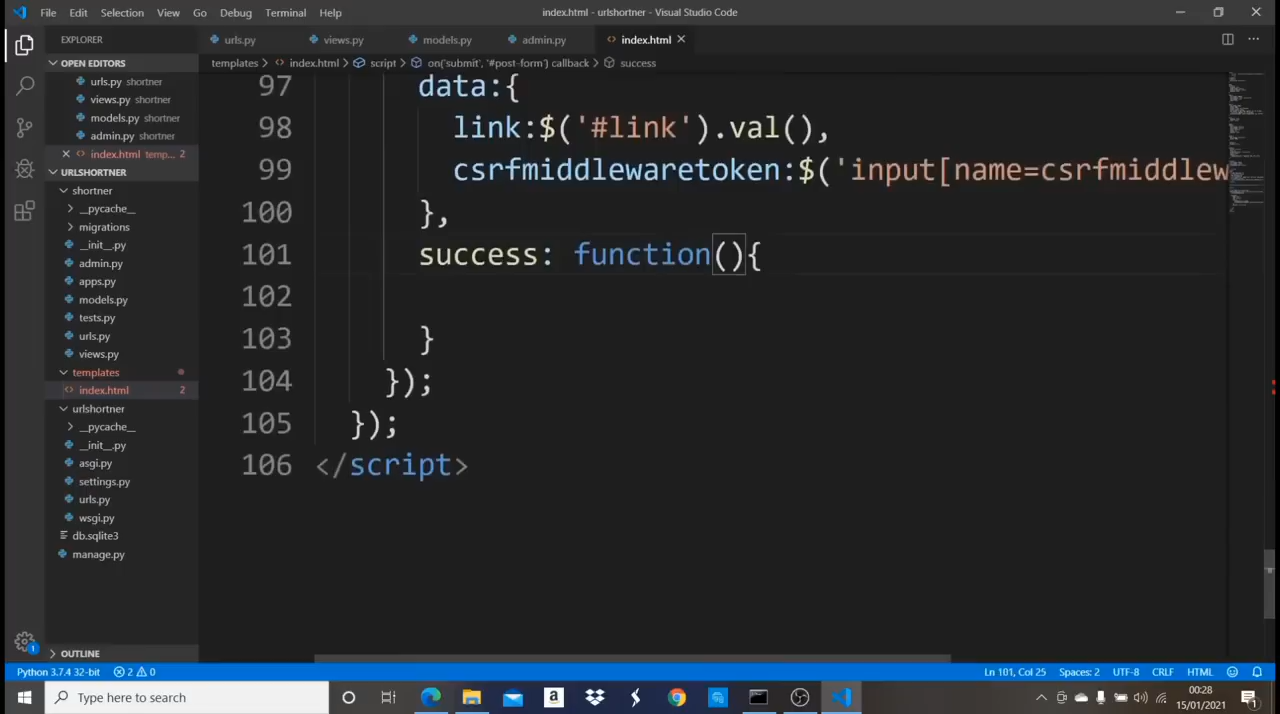 File Edit Selection View Go Debug Terminal Help
index.html - urlshortner - Visual Studio Code
EXPLORER
urls.py
views.py
models.py
admin.py
index.html
OPEN EDITORS
templates > index.html > script > on('submit', '#post-form') callback > success
urls.py shortner
views.py shortner
models.py shortner
admin.py shortner
index.html temp... 2
URLSHORTNER
shortner
__pycache__
migrations
__init__.py
admin.py
apps.py
models.py
tests.py
urls.py
views.py
templates
index.html 2
urlshortner
__pycache__
__init__.py
asgi.py
settings.py
urls.py
wsgi.py
db.sqlite3
manage.py
OUTLINE
97 data:{
98 link:$('#link').val(),
99 csrfmiddlewaretoken:$('input[name=csrfmiddlew
100 },
101 success: function(){
102
103 }
104 });
105 });
106 </script>
1
Python 3.7.4 32-bit 2 0
Ln 101, Col 25 Spaces: 2 UTF-8 CRLF HTML
Type here to search
00:28
15/01/2021
1